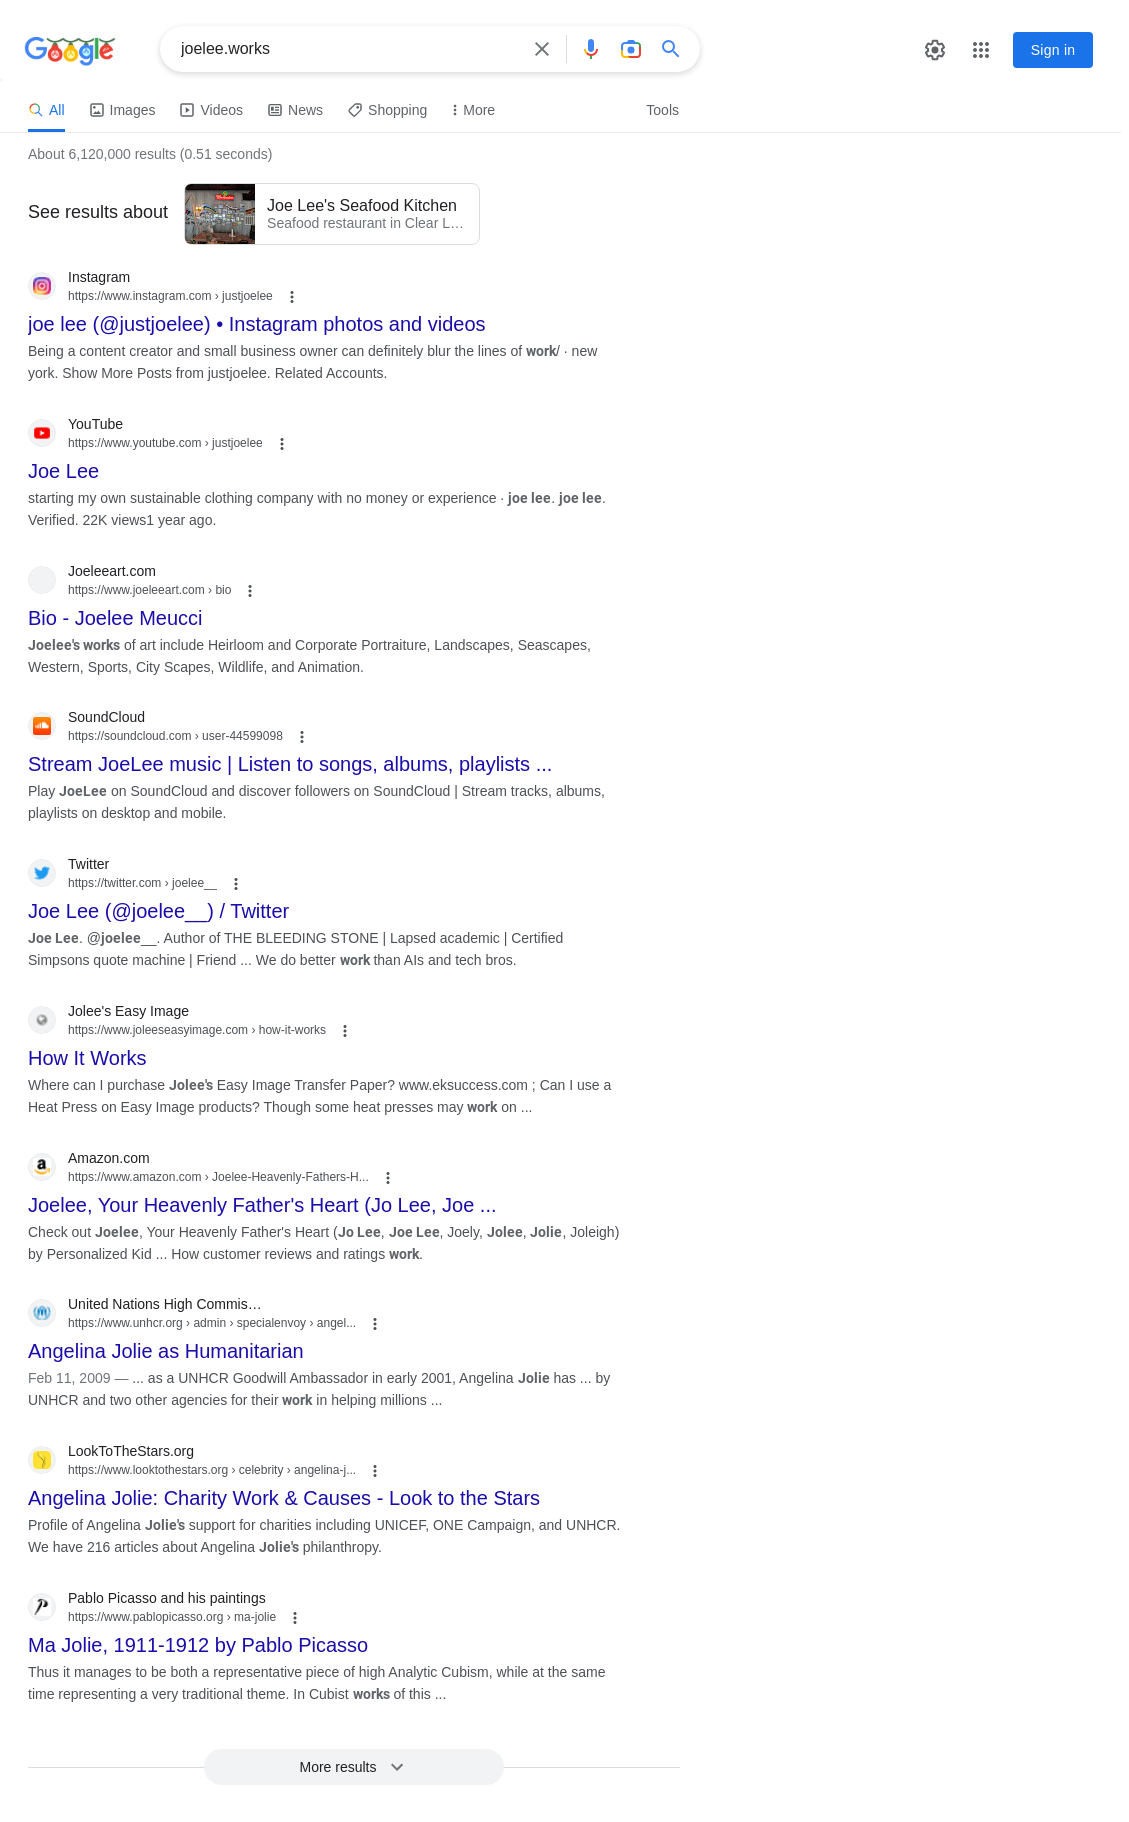 Google
joelee.works
Sign in
All
Images
Videos
News
Shopping
More
Tools
About 6,120,000 results (0.51 seconds)
See results about
Joe Lee's Seafood Kitchen
Seafood restaurant in Clear L…
Instagram
https://www.instagram.com › justjoelee
joe lee (@justjoelee) • Instagram photos and videos
Being a content creator and small business owner can definitely blur the lines of work/ · new
york. Show More Posts from justjoelee. Related Accounts.
YouTube
https://www.youtube.com › justjoelee
Joe Lee
starting my own sustainable clothing company with no money or experience · joe lee. joe lee.
Verified. 22K views1 year ago.
Joeleeart.com
https://www.joeleeart.com › bio
Bio - Joelee Meucci
Joelee's works of art include Heirloom and Corporate Portraiture, Landscapes, Seascapes,
Western, Sports, City Scapes, Wildlife, and Animation.
SoundCloud
https://soundcloud.com › user-44599098
Stream JoeLee music | Listen to songs, albums, playlists ...
Play JoeLee on SoundCloud and discover followers on SoundCloud | Stream tracks, albums,
playlists on desktop and mobile.
Twitter
https://twitter.com › joelee__
Joe Lee (@joelee__) / Twitter
Joe Lee. @joelee__. Author of THE BLEEDING STONE | Lapsed academic | Certified
Simpsons quote machine | Friend ... We do better work than AIs and tech bros.
Jolee's Easy Image
https://www.joleeseasyimage.com › how-it-works
How It Works
Where can I purchase Jolee's Easy Image Transfer Paper? www.eksuccess.com ; Can I use a
Heat Press on Easy Image products? Though some heat presses may work on ...
Amazon.com
https://www.amazon.com › Joelee-Heavenly-Fathers-H...
Joelee, Your Heavenly Father's Heart (Jo Lee, Joe ...
Check out Joelee, Your Heavenly Father's Heart (Jo Lee, Joe Lee, Joely, Jolee, Jolie, Joleigh)
by Personalized Kid ... How customer reviews and ratings work.
United Nations High Commis…
https://www.unhcr.org › admin › specialenvoy › angel...
Angelina Jolie as Humanitarian
Feb 11, 2009 — ... as a UNHCR Goodwill Ambassador in early 2001, Angelina Jolie has ... by
UNHCR and two other agencies for their work in helping millions ...
LookToTheStars.org
https://www.looktothestars.org › celebrity › angelina-j...
Angelina Jolie: Charity Work & Causes - Look to the Stars
Profile of Angelina Jolie's support for charities including UNICEF, ONE Campaign, and UNHCR.
We have 216 articles about Angelina Jolie's philanthropy.
Pablo Picasso and his paintings
https://www.pablopicasso.org › ma-jolie
Ma Jolie, 1911-1912 by Pablo Picasso
Thus it manages to be both a representative piece of high Analytic Cubism, while at the same
time representing a very traditional theme. In Cubist works of this ...
More results